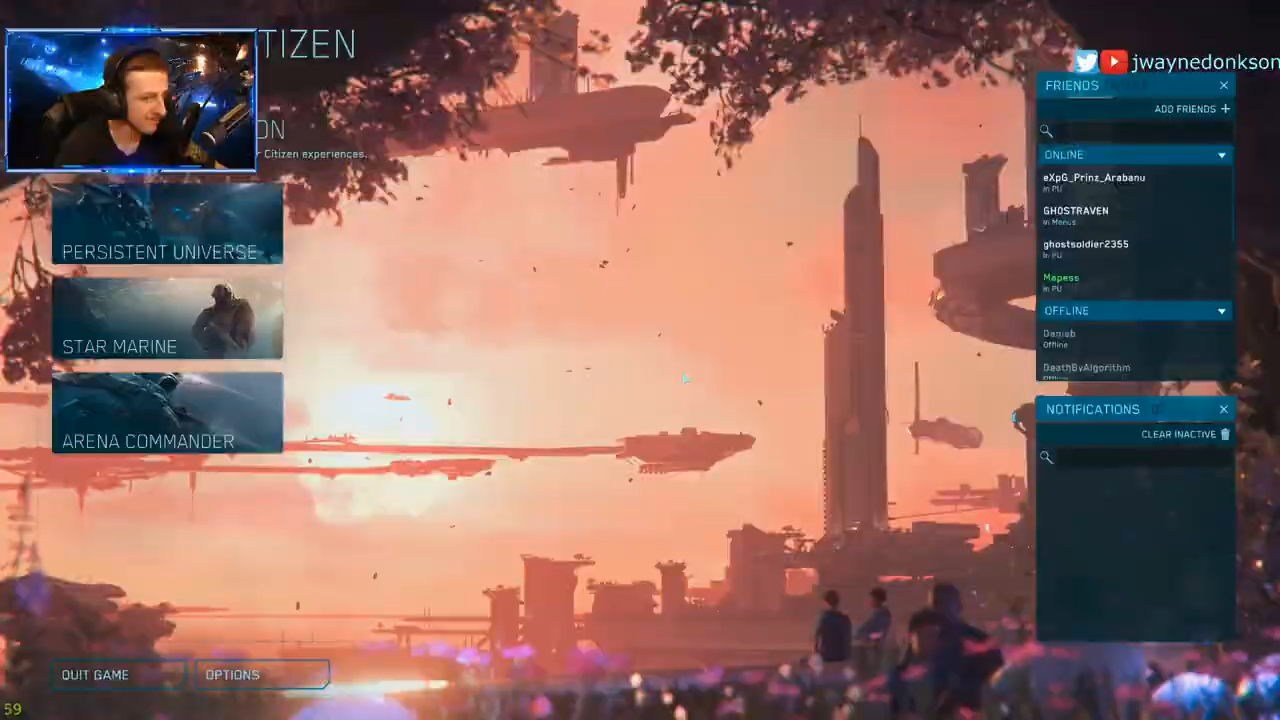 TIZEN
ON
r Citizen experiences.
PERSISTENT UNIVERSE
STAR MARINE
ARENA COMMANDER
QUIT GAME
OPTIONS
59
jwaynedonkson
FRIENDS
ADD FRIENDS +
ONLINE
eXpG_Prinz_Arabanu
In PU
GHOSTRAVEN
In Menus
ghostsoldier2355
In PU
Mapess
In PU
OFFLINE
Offline
DeathByAlgorithm
NOTIFICATIONS
CLEAR INACTIVE